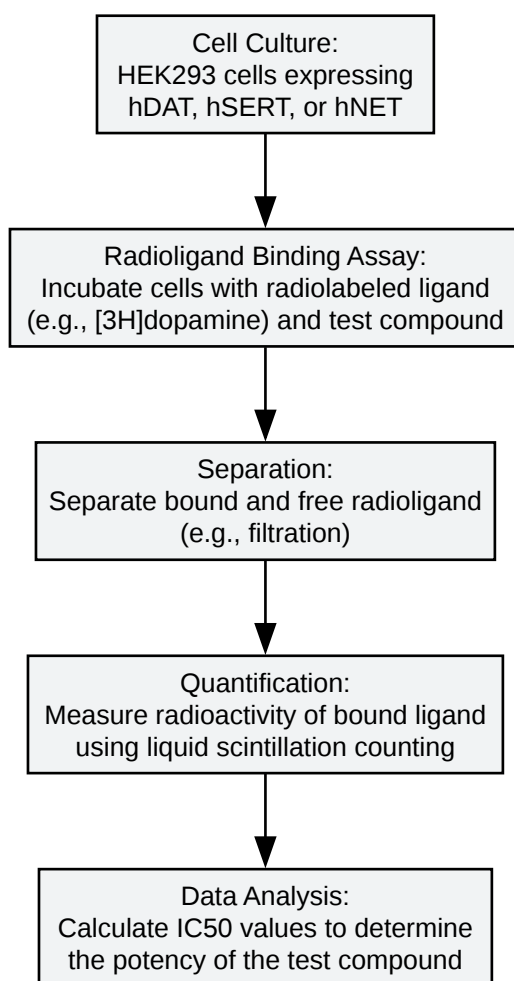 Cell Culture:
HEK293 cells expressing
hDAT, hSERT, or hNET
Radioligand Binding Assay:
Incubate cells with radiolabeled ligand
(e.g., [3H]dopamine) and test compound
Separation:
Separate bound and free radioligand
(e.g., filtration)
Quantification:
Measure radioactivity of bound ligand
using liquid scintillation counting
Data Analysis:
Calculate IC50 values to determine
the potency of the test compound